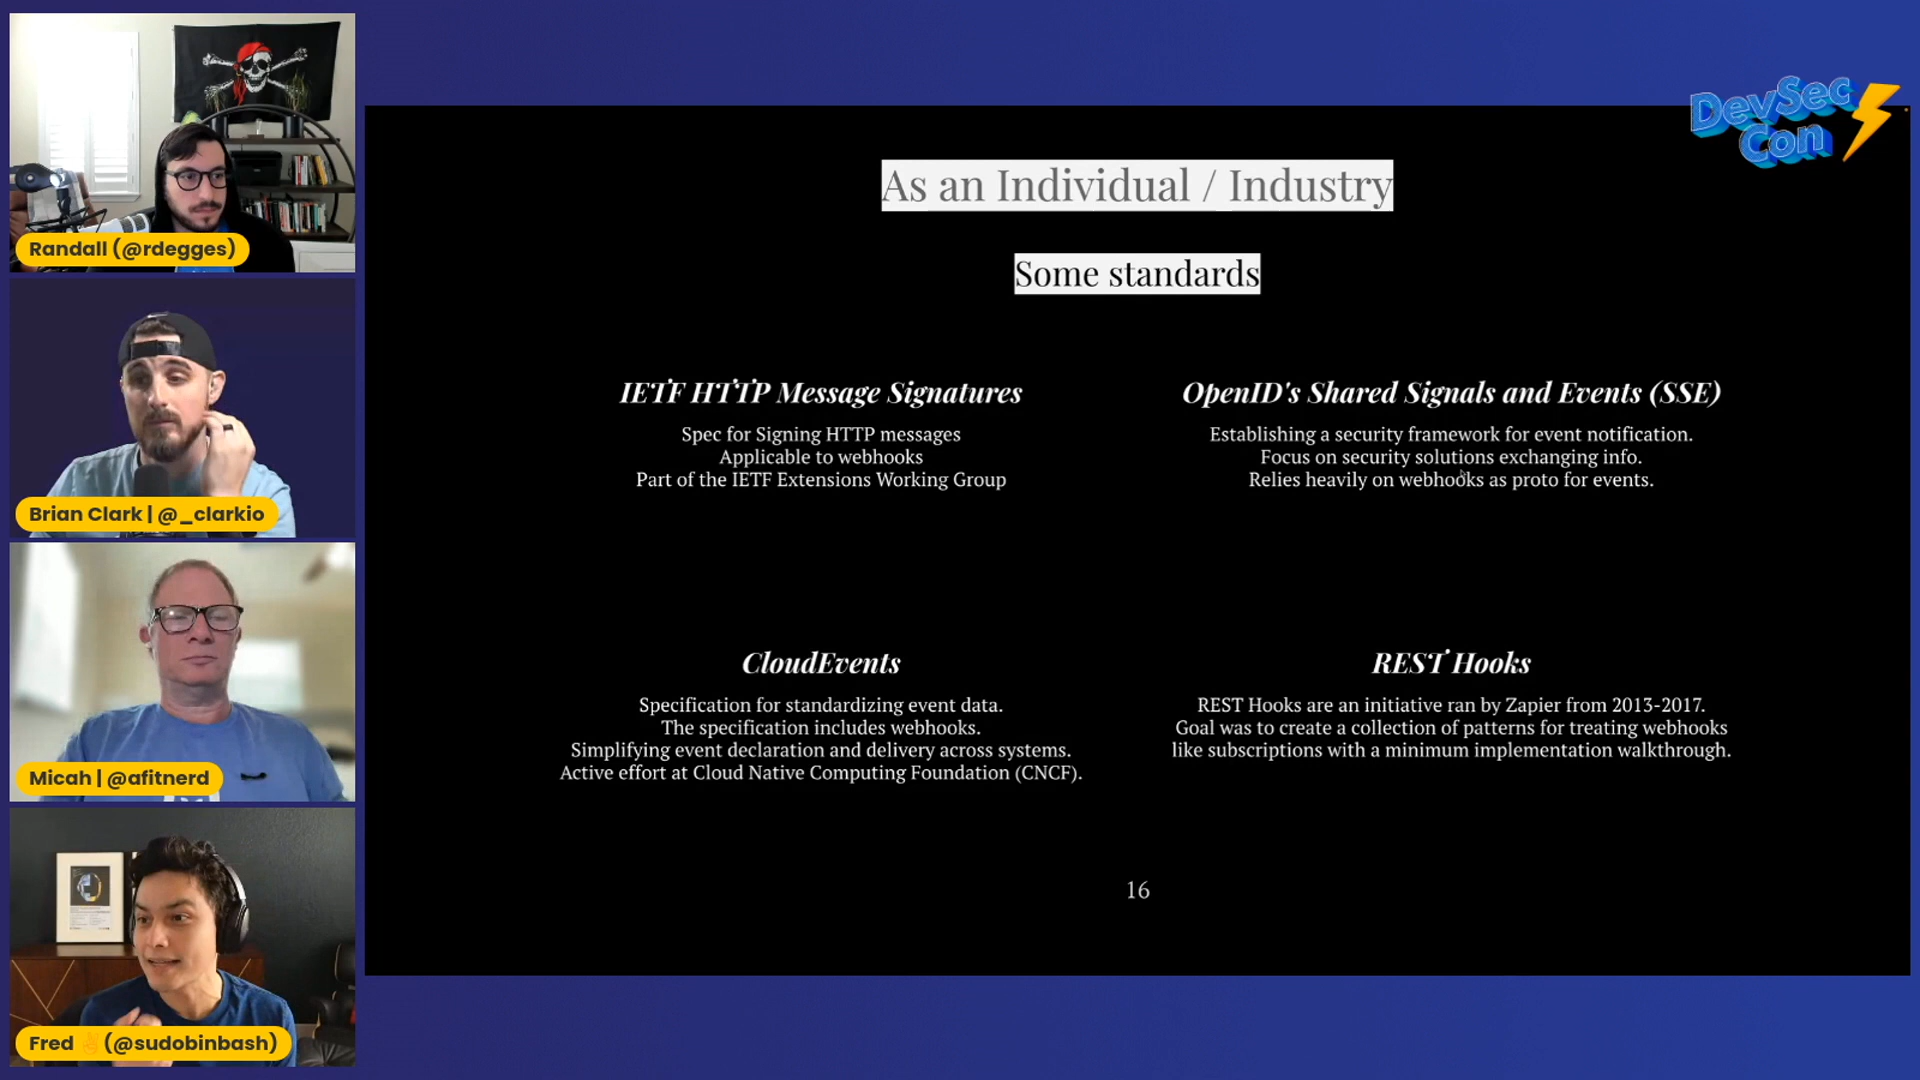 Randall (@rdegges)
Brian Clark | @_clarkio
Micah | @afitnerd
Fred ✌️ (@sudobinbash)
DevSec
Con
As an Individual / Industry
Some standards
IETF HTTP Message Signatures
Spec for Signing HTTP messages
Applicable to webhooks
Part of the IETF Extensions Working Group
OpenID's Shared Signals and Events (SSE)
Establishing a security framework for event notification.
Focus on security solutions exchanging info.
Relies heavily on webhooks as proto for events.
CloudEvents
Specification for standardizing event data.
The specification includes webhooks.
Simplifying event declaration and delivery across systems.
Active effort at Cloud Native Computing Foundation (CNCF).
REST Hooks
REST Hooks are an initiative ran by Zapier from 2013-2017.
Goal was to create a collection of patterns for treating webhooks
like subscriptions with a minimum implementation walkthrough.
16